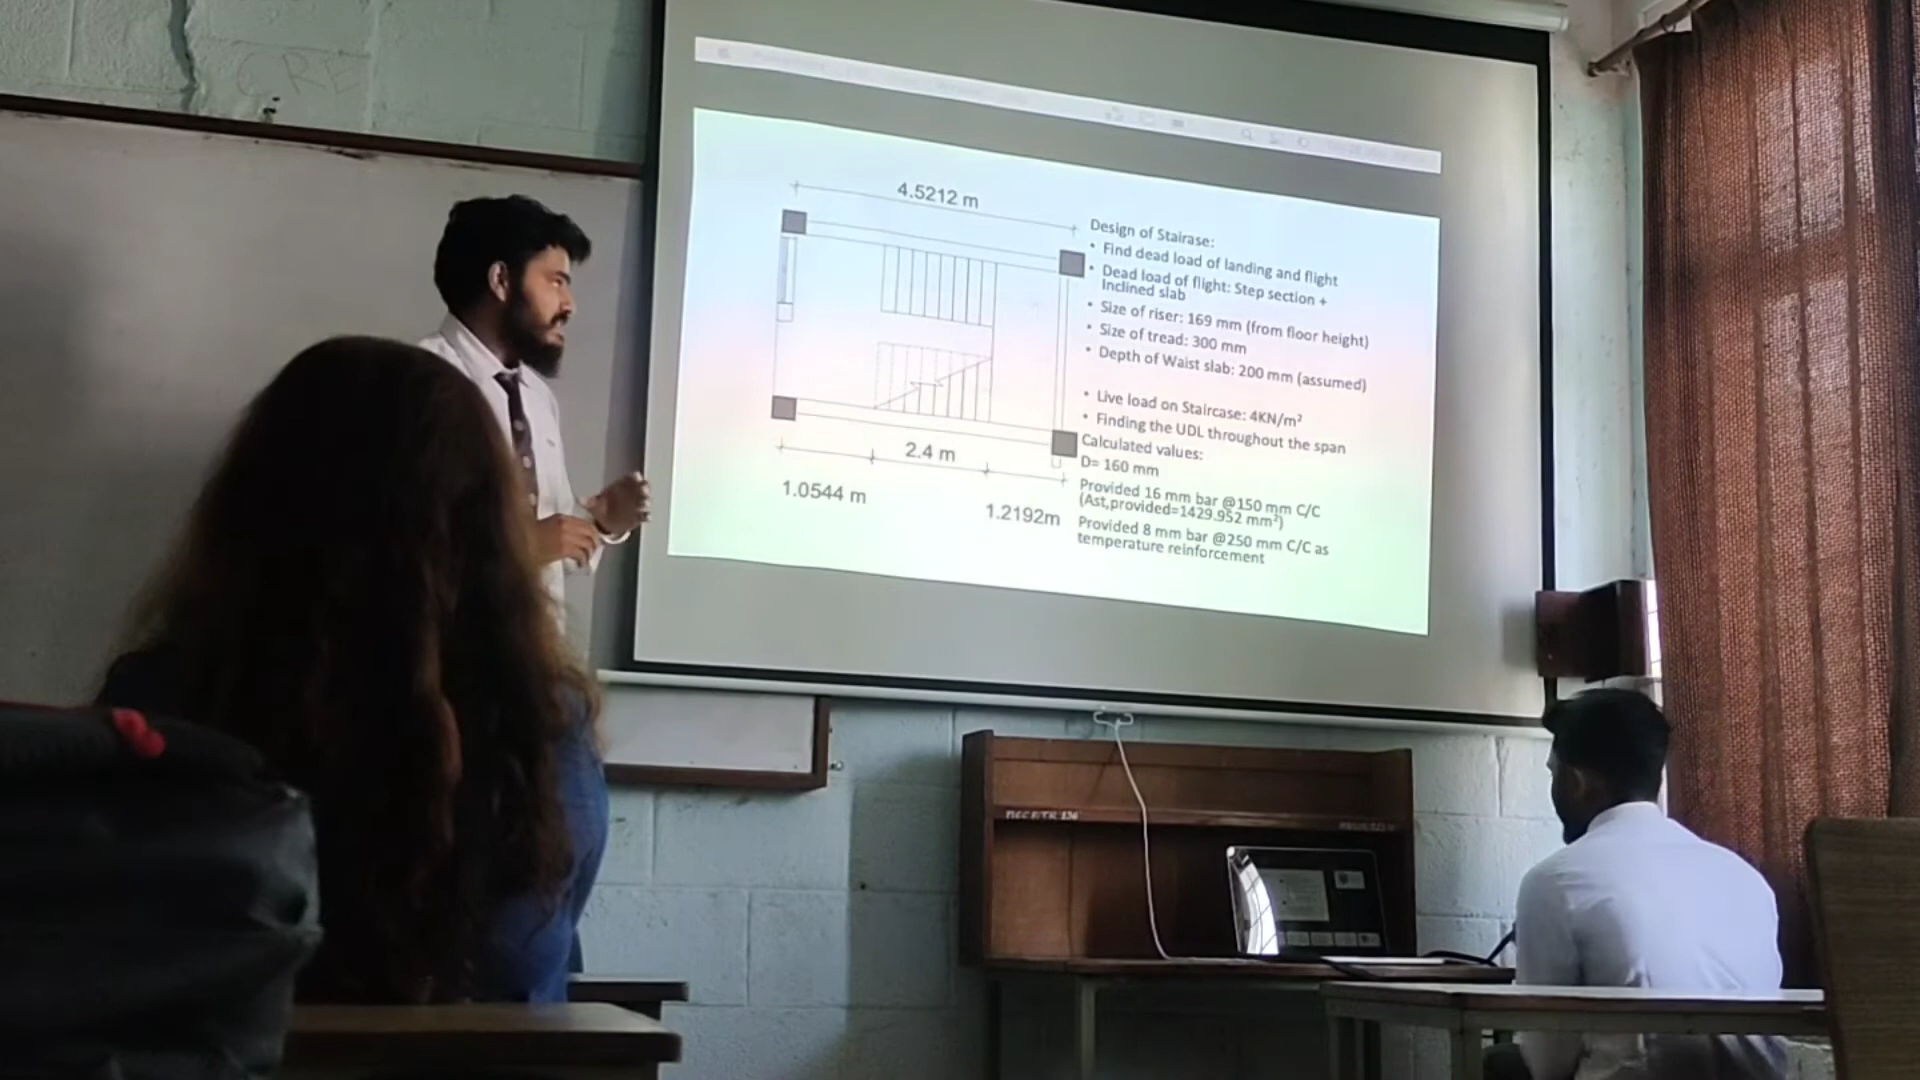 CRE
4.5212 m
2.4 m
1.0544 m
1.2192m
Design of Stairase:
• Find dead load of landing and flight
• Dead load of flight: Step section +
Inclined slab
• Size of riser: 169 mm (from floor height)
• Size of tread: 300 mm
• Depth of Waist slab: 200 mm (assumed)
• Live load on Staircase: 4KN/m²
• Finding the UDL throughout the span
Calculated values:
D= 160 mm
Provided 16 mm bar @150 mm C/C
(Ast,provided=1429.952 mm²)
Provided 8 mm bar @250 mm C/C as
temperature reinforcement